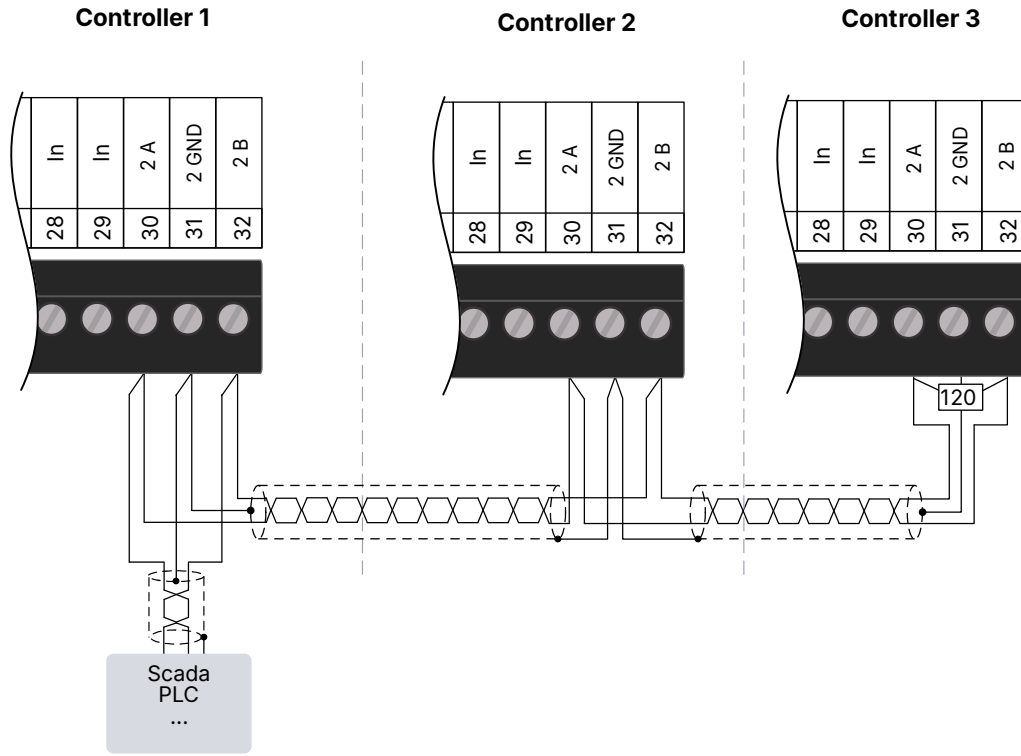 Controller 1
Controller 2
Controller 3
In
In
2 A
2 GND
2 B
28
29
30
31
32
In
In
2 A
2 GND
2 B
28
29
30
31
32
In
In
2 A
2 GND
2 B
28
29
30
31
32
120
Scada
PLC
...